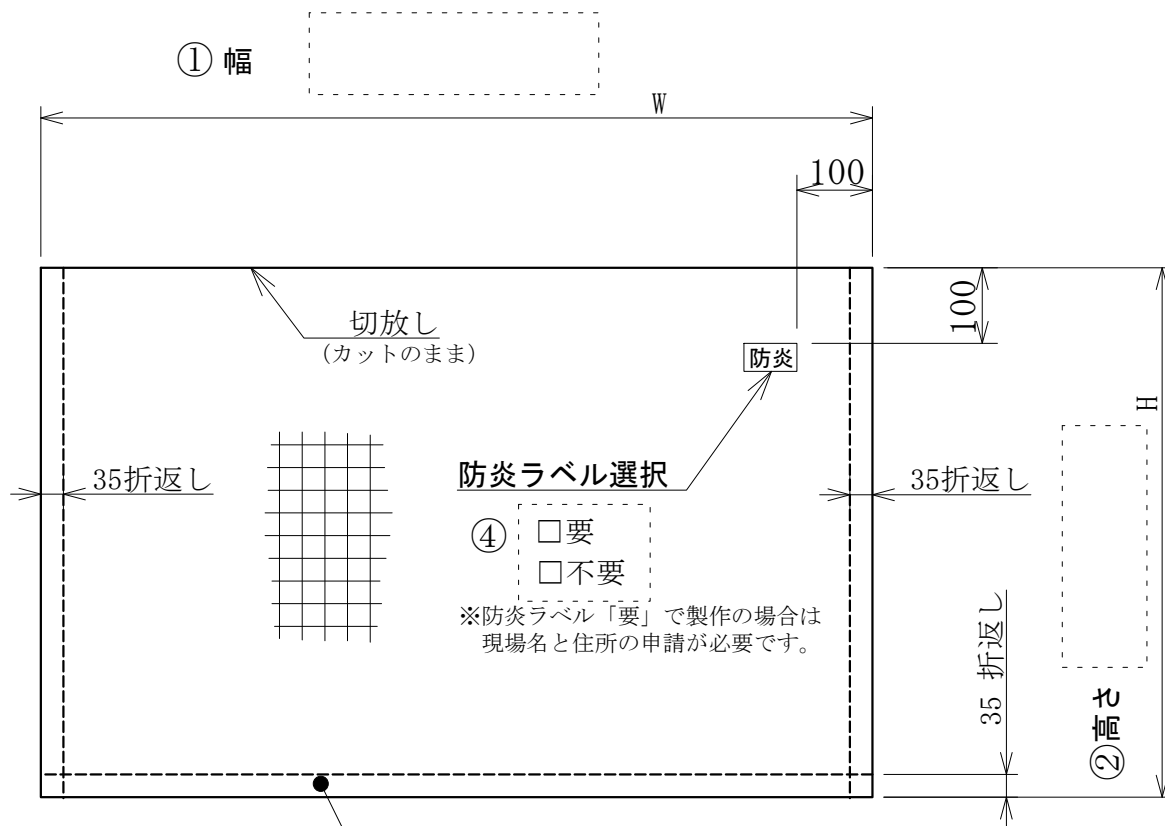 ① 幅
W
100
切放し
(カットのまま)
100
防炎
H
35折返し
防炎ラベル選択
35折返し
④
□要
□不要
※防炎ラベル「要」で製作の場合は
現場名と住所の申請が必要です。
35 折返し
②高さ